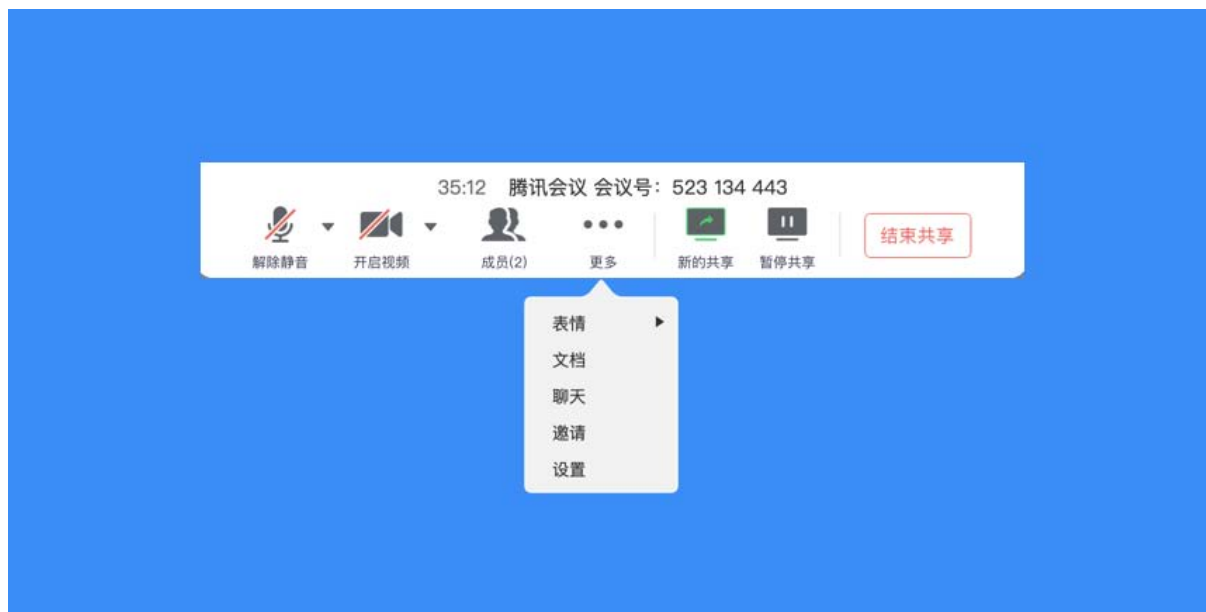 35:12 腾讯会议 会议号：523 134 443
解除静音 开启视频 成员(2) 更多 新的共享 暂停共享 结束共享
表情
文档
聊天
邀请
设置